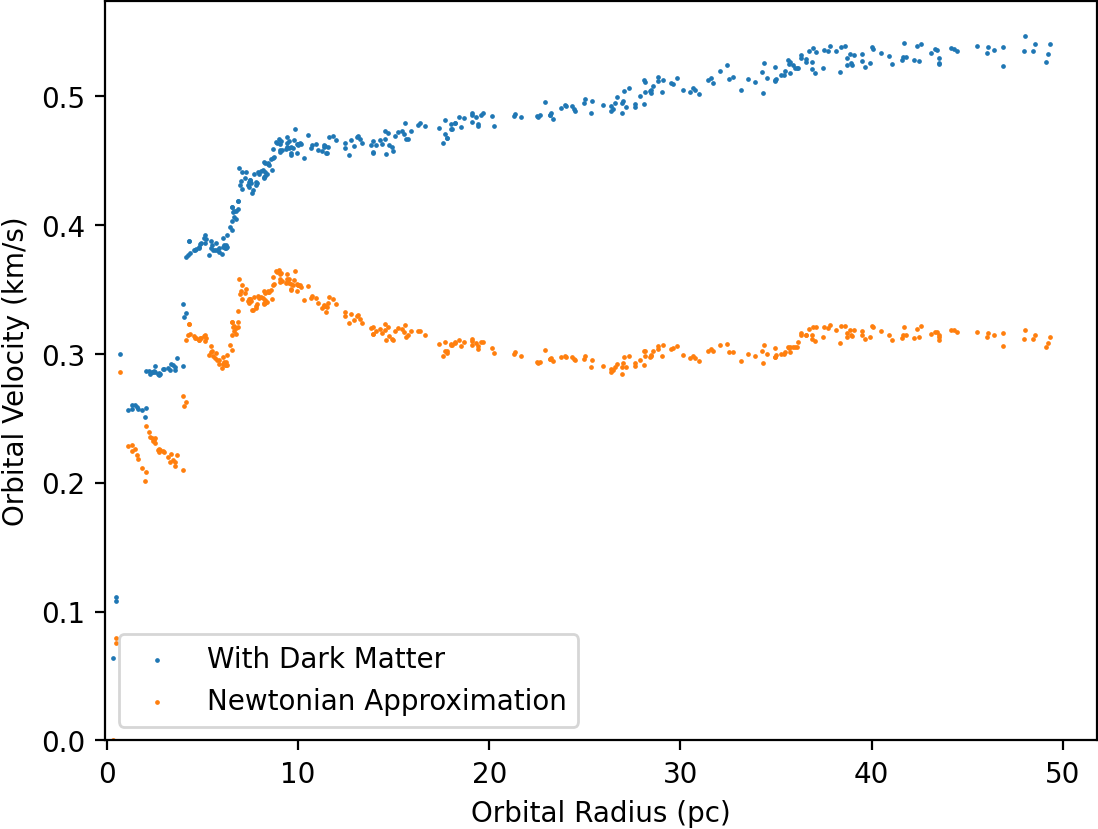 0.5
0.4
0.3
0.2
0.1
0.0
Orbital Velocity (km/s)
With Dark Matter
Newtonian Approximation
0 10 20 30 40 50
Orbital Radius (pc)